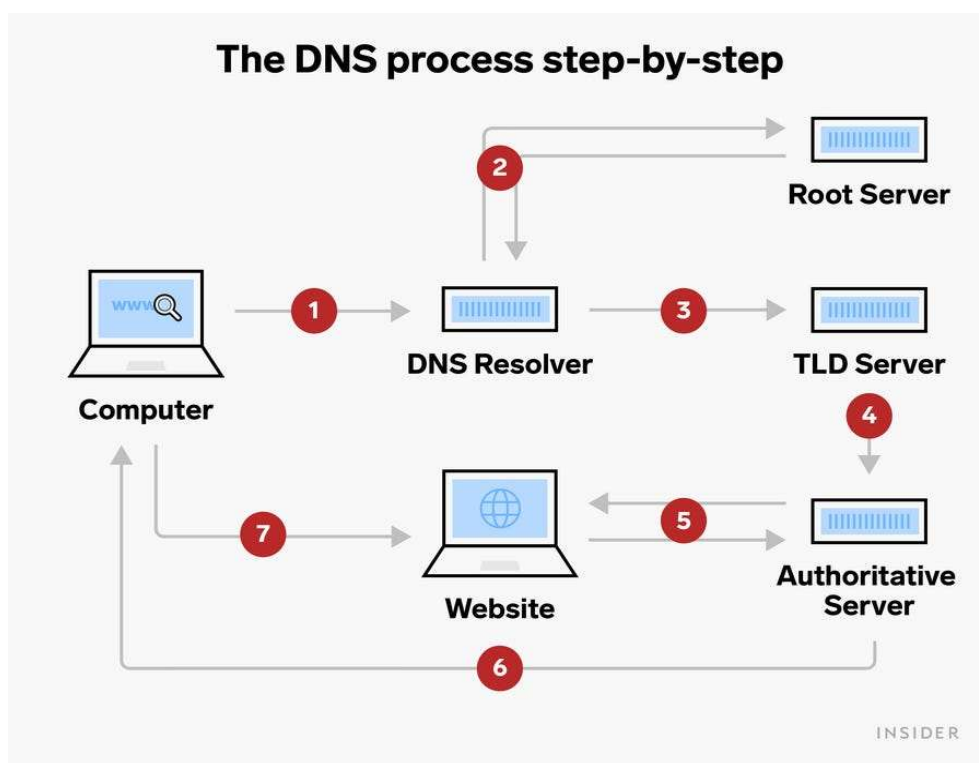 The DNS process step-by-step
2
Root Server
www
1
DNS Resolver
3
TLD Server
Computer
4
7
Website
5
Authoritative
Server
6
INSIDER